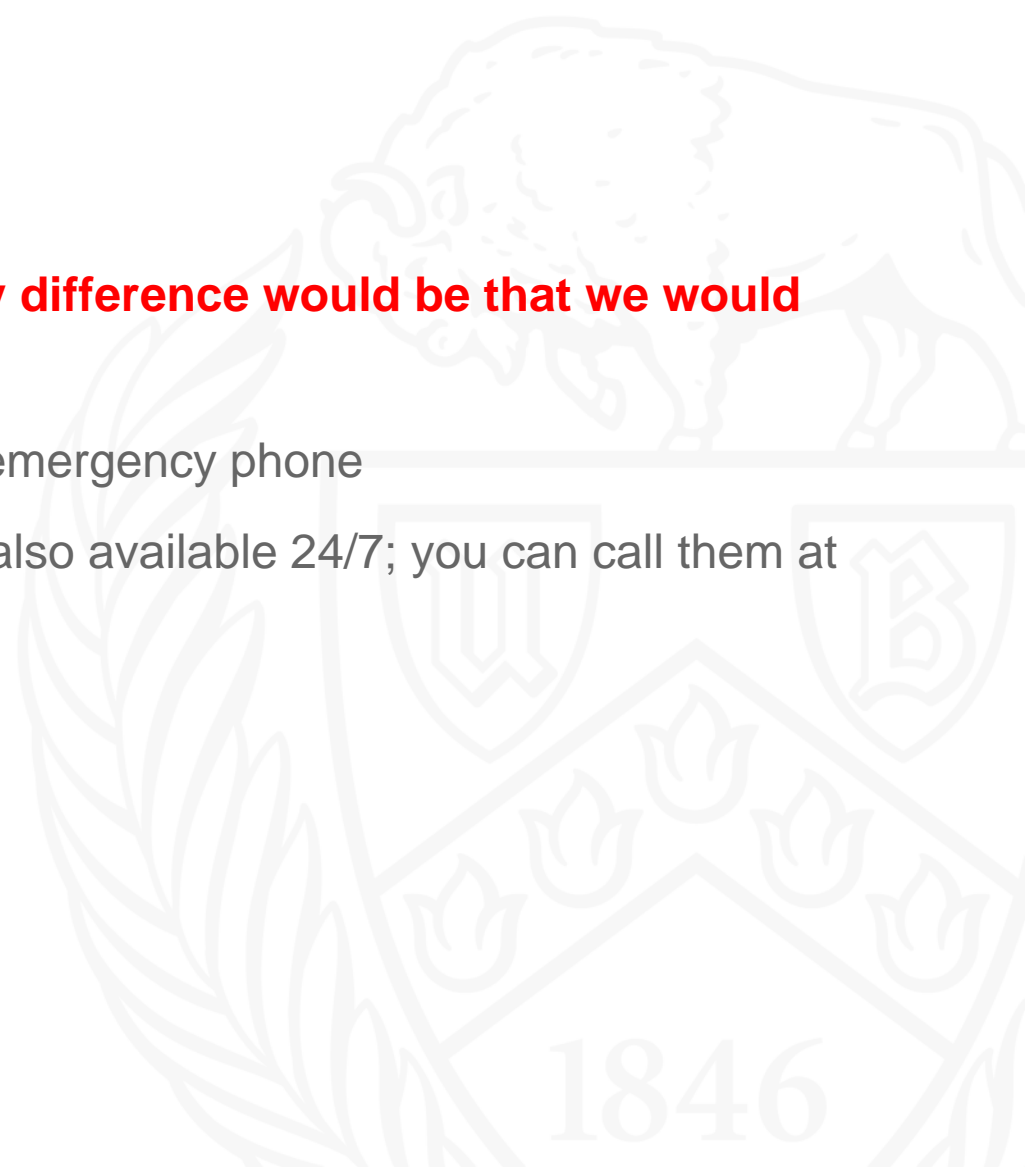 difference would be that we would
emergency phone
also available 24/7; you can call them at
U B
1846